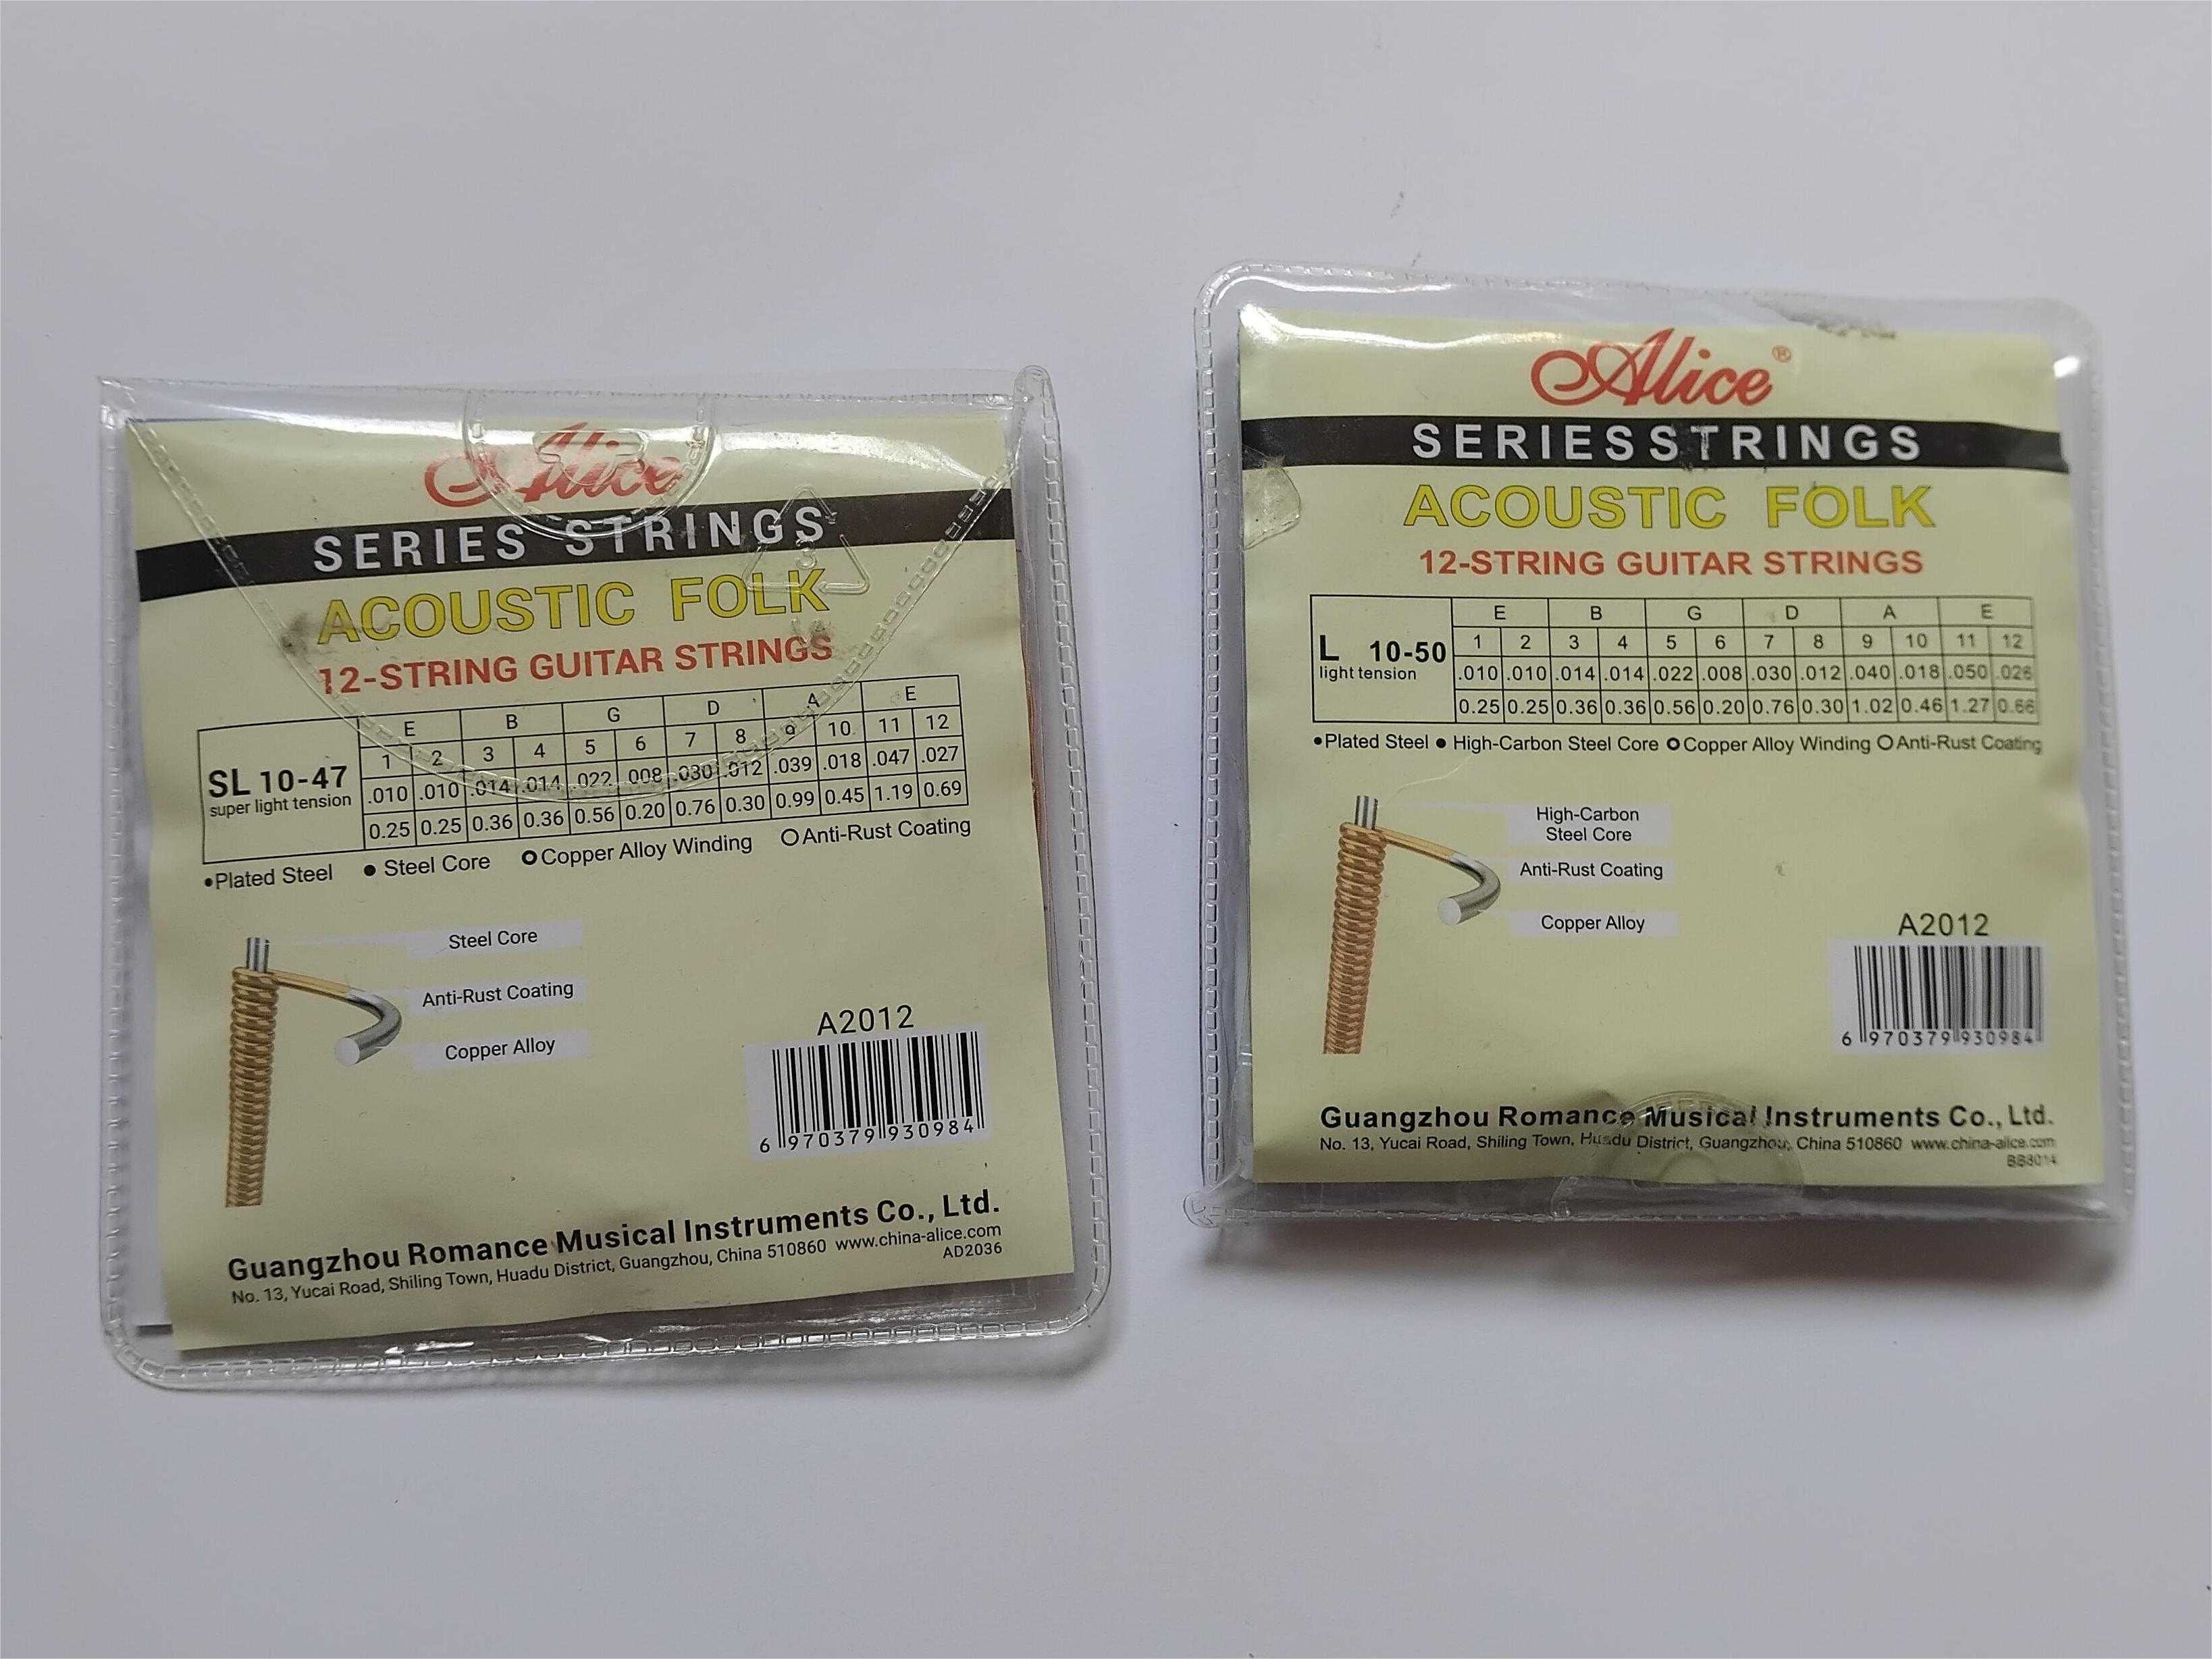 Alice
SERIES STRINGS
ACOUSTIC FOLK
12-STRING GUITAR STRINGS
SL 10-47
super light tension
E B G D A E
1 2 3 4 5 6 7 8 9 10 11 12
.010 .010 .014 .014 .022 .008 .030 .012 .039 .018 .047 .027
0.25 0.25 0.36 0.36 0.56 0.20 0.76 0.30 0.99 0.45 1.19 0.69
•Plated Steel ● Steel Core OCopper Alloy Winding OAnti-Rust Coating
Steel Core
Anti-Rust Coating
Copper Alloy
A2012
6 970379 930984
Guangzhou Romance Musical Instruments Co., Ltd.
No. 13, Yucai Road, Shiling Town, Huadu District, Guangzhou, China 510860 www.china-alice.com
AD2036
Alice®
SERIESSTRINGS
ACOUSTIC FOLK
12-STRING GUITAR STRINGS
L 10-50
light tension
E B G D A E
1 2 3 4 5 6 7 8 9 10 11 12
.010 .010 .014 .014 .022 .008 .030 .012 .040 .018 .050 .026
0.25 0.25 0.36 0.36 0.56 0.20 0.76 0.30 1.02 0.46 1.27 0.66
•Plated Steel ● High-Carbon Steel Core OCopper Alloy Winding OAnti-Rust Coating
High-Carbon
Steel Core
Anti-Rust Coating
Copper Alloy
A2012
6 970379 930984
Guangzhou Romance Musical Instruments Co., Ltd.
No. 13, Yucai Road, Shiling Town, Huadu District, Guangzhou, China 510860 www.china-alice.com
BB3014